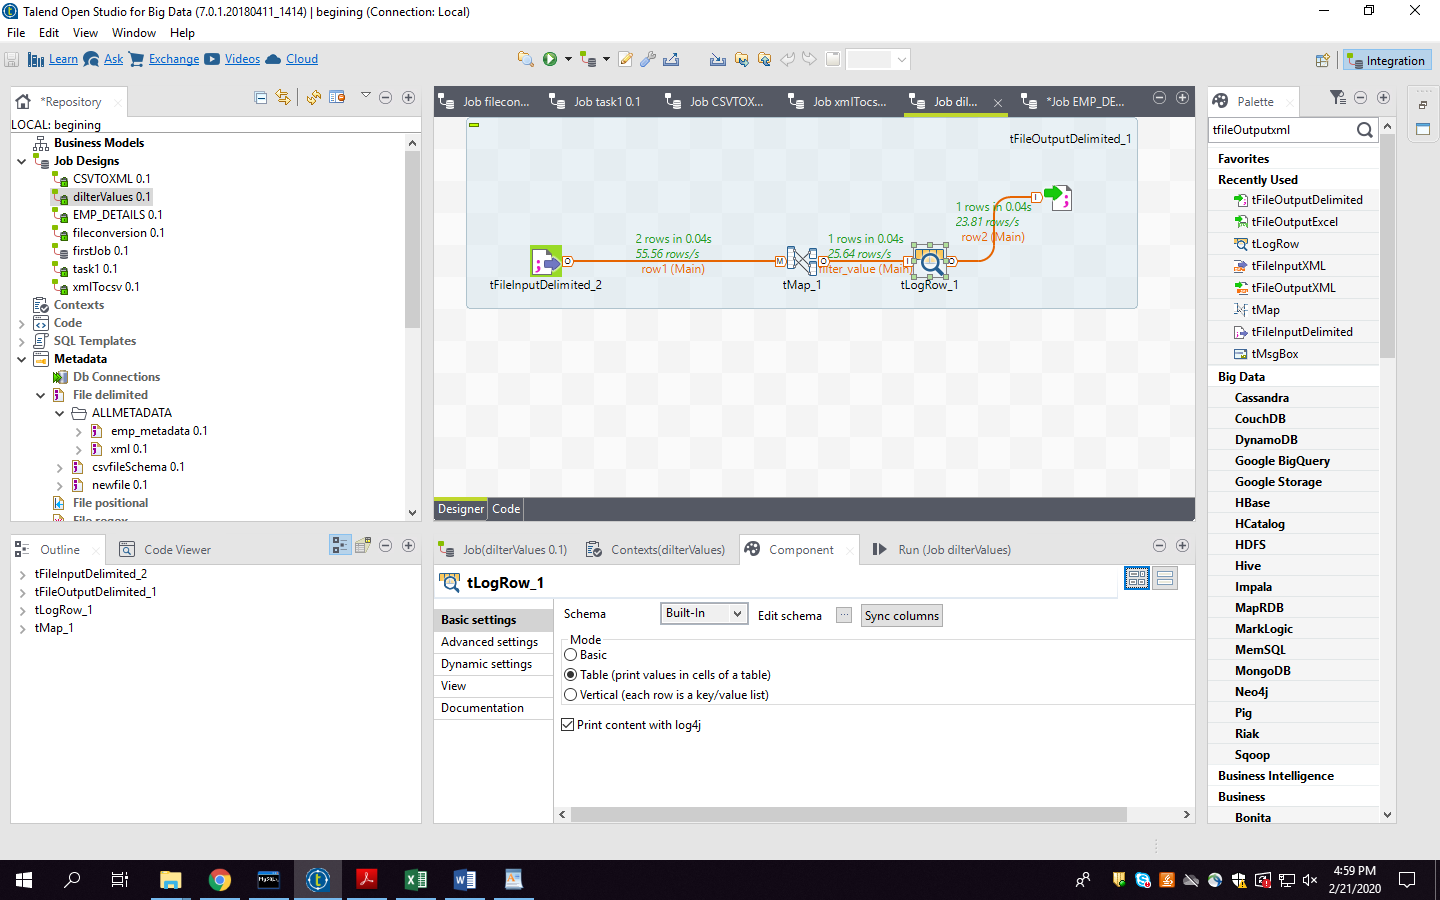 Talend Open Studio for Big Data (7.0.1.20180411_1414) | begining (Connection: Local)
File Edit View Window Help
Learn Ask Exchange Videos Cloud
Integration
*Repository
LOCAL: begining
Business Models
Job Designs
CSVTOXML 0.1
dilterValues 0.1
EMP_DETAILS 0.1
fileconversion 0.1
firstJob 0.1
task1 0.1
xmlTocsv 0.1
Contexts
Code
SQL Templates
Metadata
Db Connections
File delimited
ALLMETADATA
emp_metadata 0.1
xml 0.1
csvfileSchema 0.1
newfile 0.1
File positional
File regex
Job filecon...
Job task1 0.1
Job CSVTOX...
Job xmlTocs...
Job dil...
*Job EMP_DE...
tFileOutputDelimited_1
1 rows in 0.04s
23.81 rows/s
row2 (Main)
2 rows in 0.04s
55.56 rows/s
row1 (Main)
1 rows in 0.04s
25.64 rows/s
filter_value (Main)
tFileInputDelimited_2
tMap_1
tLogRow_1
Designer Code
Palette
tfileOutputxml
Favorites
Recently Used
tFileOutputDelimited
tFileOutputExcel
tLogRow
tFileInputXML
tFileOutputXML
tMap
tFileInputDelimited
tMsgBox
Big Data
Cassandra
CouchDB
DynamoDB
Google BigQuery
Google Storage
HBase
HCatalog
HDFS
Hive
Impala
MapRDB
MarkLogic
MemSQL
MongoDB
Neo4j
Pig
Riak
Sqoop
Business Intelligence
Business
Bonita
Outline
Code Viewer
tFileInputDelimited_2
tFileOutputDelimited_1
tLogRow_1
tMap_1
Job(dilterValues 0.1)
Contexts(dilterValues)
Component
Run (Job dilterValues)
tLogRow_1
Basic settings
Advanced settings
Dynamic settings
View
Documentation
Schema Built-In Edit schema ... Sync columns
Mode
Basic
Table (print values in cells of a table)
Vertical (each row is a key/value list)
Print content with log4j
4:59 PM
2/21/2020